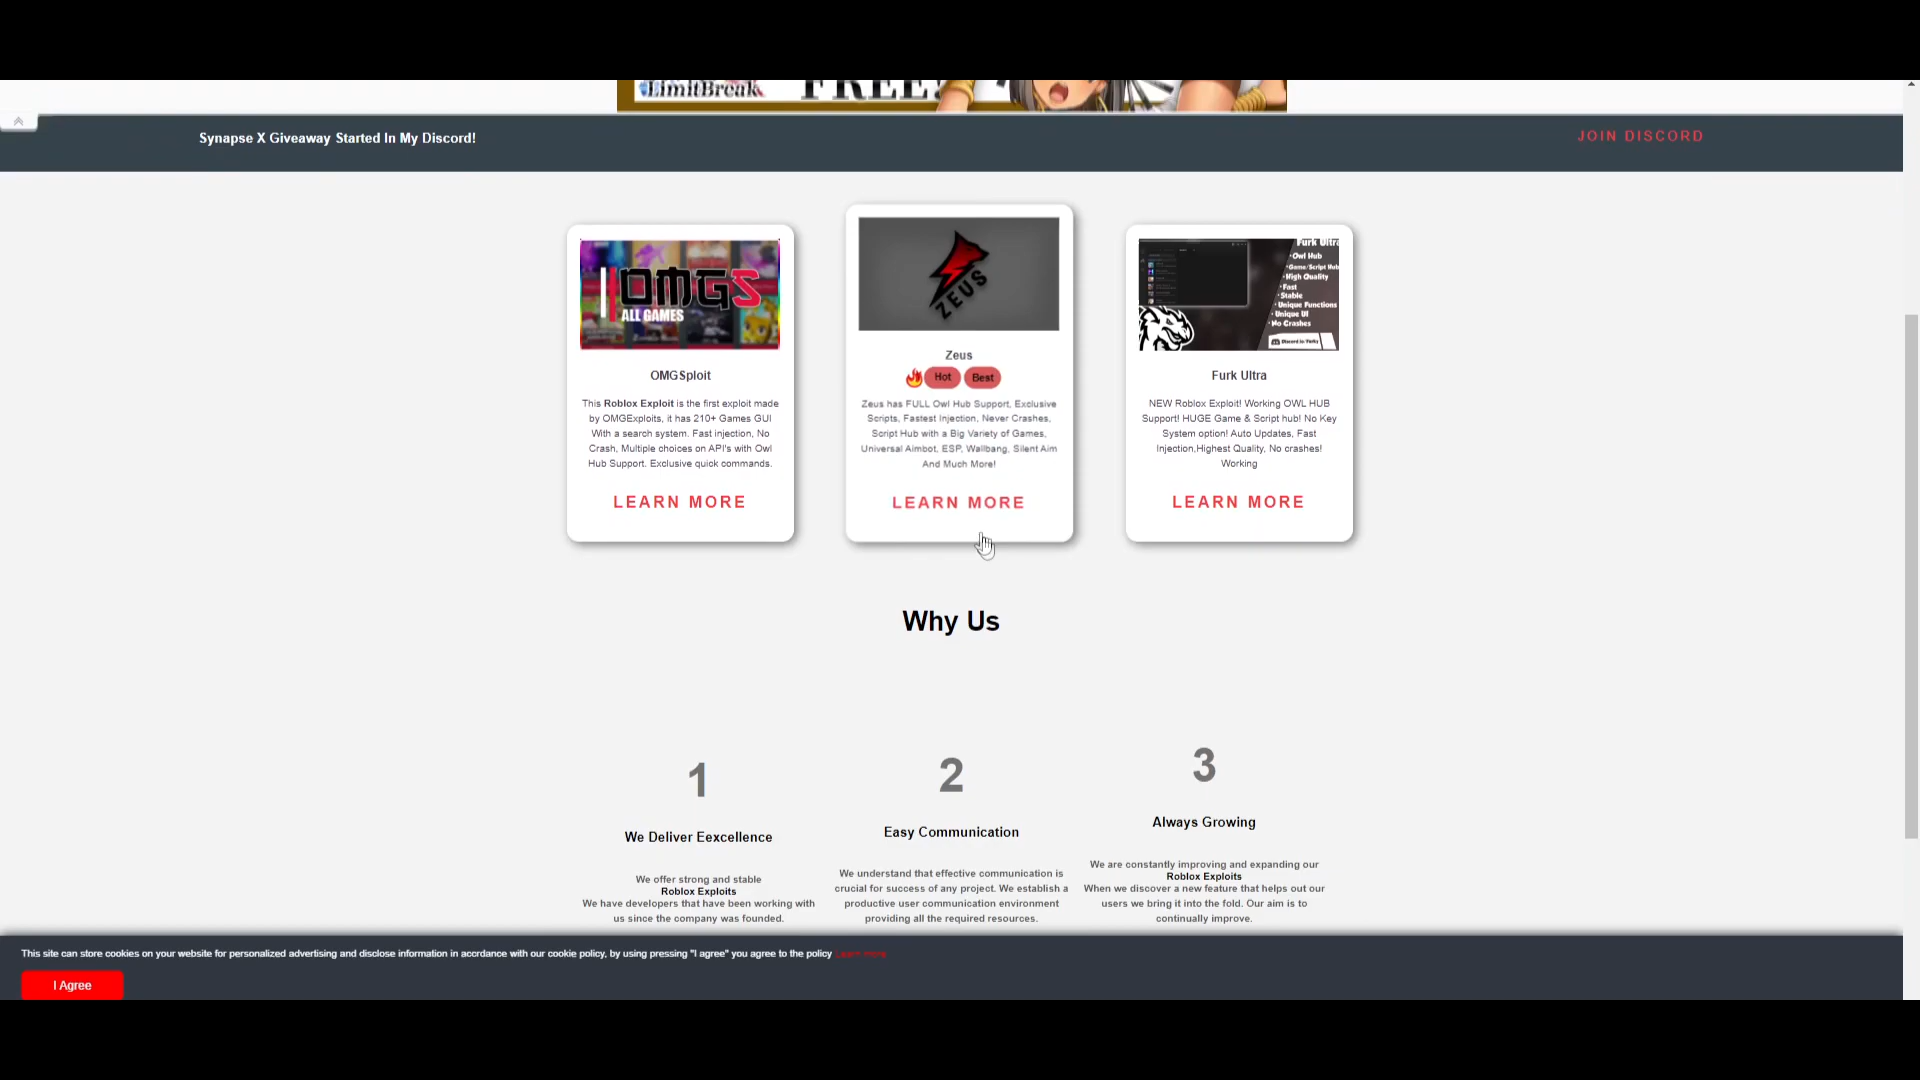 LimitBreak
FREE!
Synapse X Giveaway Started In My Discord!
JOIN DISCORD
OMGS
ALL GAMES
OMGSploit
This Roblox Exploit is the first exploit made
by OMGExploits, it has 210+ Games GUI
With a search system. Fast injection, No
Crash, Multiple choices on API's with Owl
Hub Support. Exclusive quick commands.
LEARN MORE
ZEUS
Zeus
Hot
Best
Zeus has FULL Owl Hub Support, Exclusive
Scripts, Fastest Injection, Never Crashes,
Script Hub with a Big Variety of Games,
Universal Aimbot, ESP, Wallbang, Silent Aim
And Much More!
LEARN MORE
Furk Ultra
•Owl Hub
•Game/Script Hub
•High Quality
•Fast
•Stable
•Unique Functions
•Unique UI
•No Crashes
Furk Ultra
NEW Roblox Exploit! Working OWL HUB
Support! HUGE Game & Script hub! No Key
System option! Auto Updates, Fast
Injection,Highest Quality, No crashes!
Working
LEARN MORE
Why Us
1
We Deliver Eexcellence
We offer strong and stable
Roblox Exploits
We have developers that have been working with
us since the company was founded.
2
Easy Communication
We understand that effective communication is
crucial for success of any project. We establish a
productive user communication environment
providing all the required resources.
3
Always Growing
We are constantly improving and expanding our
Roblox Exploits
When we discover a new feature that helps out our
users we bring it into the fold. Our aim is to
continually improve.
This site can store cookies on your website for personalized advertising and disclose information in accrdance with our cookie policy, by using pressing "I agree" you agree to the policy Learn more
I Agree